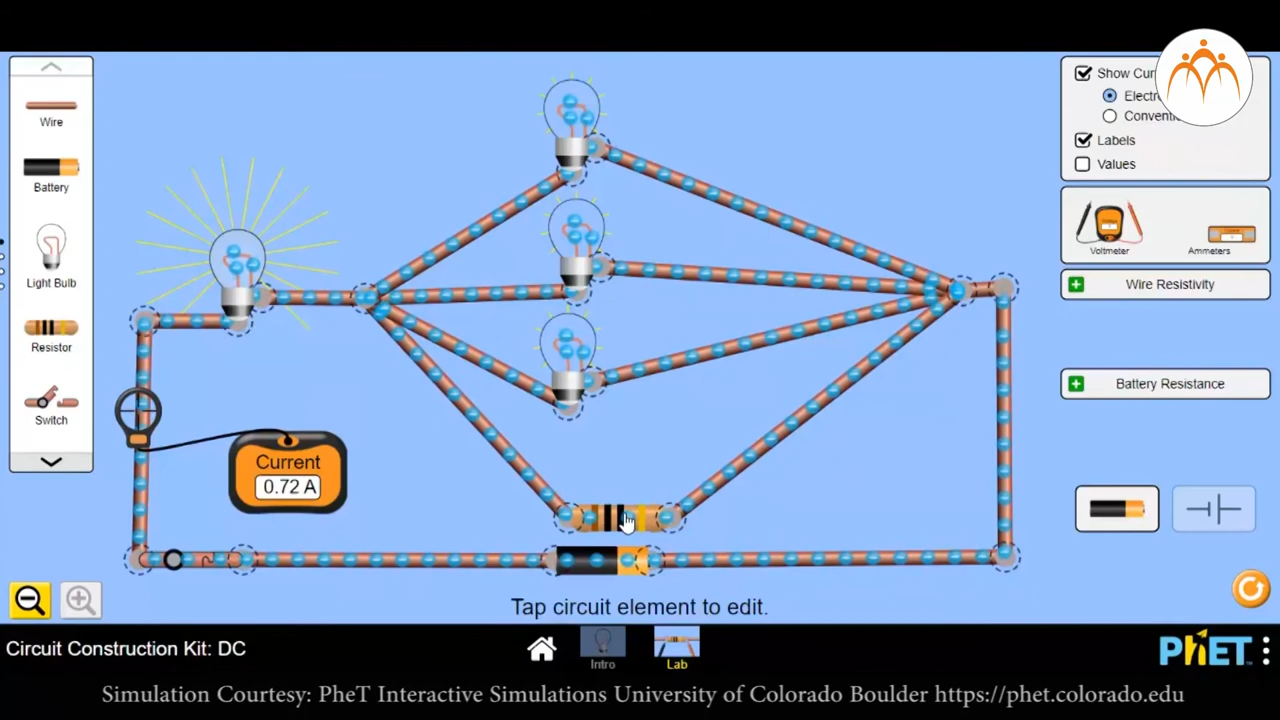 Wire
Battery
Light Bulb
Resistor
Switch
Current
0.72 A
Show Cur
Electro
Conventi
Labels
Values
Voltmeter
Ammeters
Wire Resistivity
Battery Resistance
Tap circuit element to edit.
Circuit Construction Kit: DC
Intro
Lab
PhET
Simulation Courtesy: PheT Interactive Simulations University of Colorado Boulder https://phet.colorado.edu